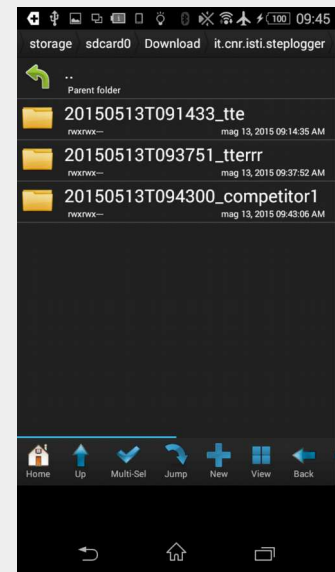 100 09:45
storage sdcard0 Download it.cnr.isti.steplogger
..
Parent folder
20150513T091433_tte
rwxrwx--- mag 13, 2015 09:14:35 AM
20150513T093751_tterrr
rwxrwx--- mag 13, 2015 09:37:52 AM
20150513T094300_competitor1
rwxrwx--- mag 13, 2015 09:43:06 AM
Home Up Multi-Sel Jump New View Back